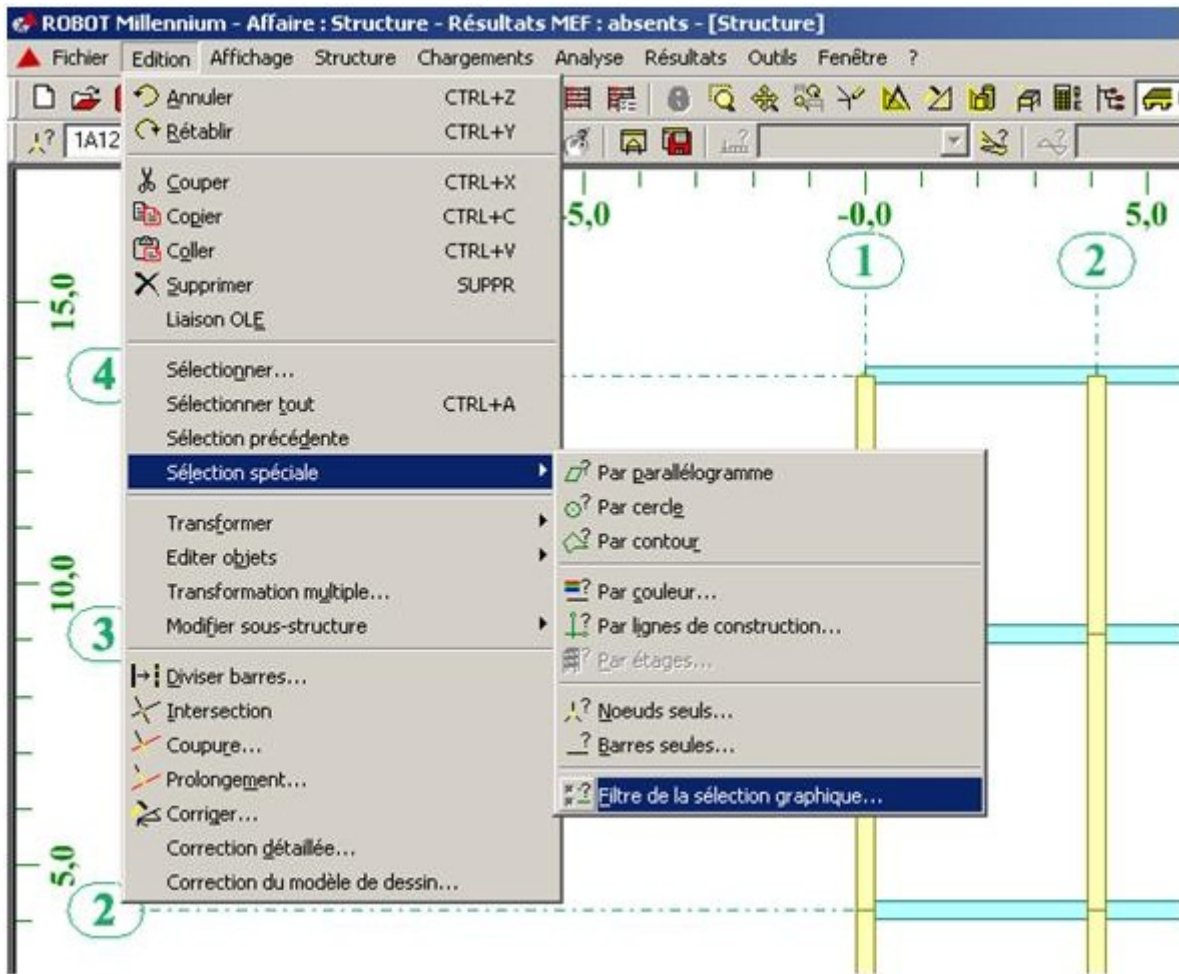 ROBOT Millennium - Affaire : Structure - Résultats MEF : absents - [Structure]
Fichier Edition Affichage Structure Chargements Analyse Résultats Outils Fenêtre ?
1A12
Annuler CTRL+Z
Rétablir CTRL+Y
Couper CTRL+X
Copier CTRL+C
Coller CTRL+V
Supprimer SUPPR
Liaison OLE
Sélectionner...
Sélectionner tout CTRL+A
Sélection précédente
Sélection spéciale
Transformer
Editer objets
Transformation multiple...
Modifier sous-structure
Diviser barres...
Intersection
Coupure...
Prolongement...
Corriger...
Correction détaillée...
Correction du modèle de dessin...
Par parallélogramme
Par cercle
Par contour
Par couleur...
Par lignes de construction...
Par étages...
Noeuds seuls...
Barres seules...
Filtre de la sélection graphique...
-5,0 -0,0 5,0
1 2
15,0
4
10,0
3
5,0
2